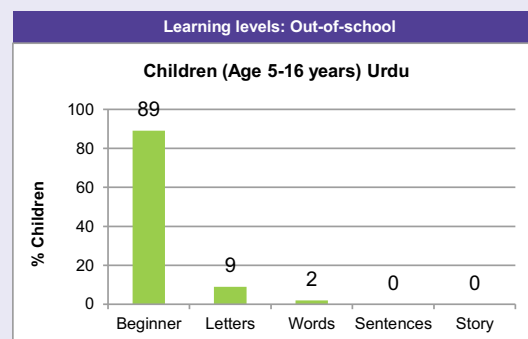 Learning levels: Out-of-school
Children (Age 5-16 years) Urdu
% Children
100
80
60
40
20
0
89
9
2
0
0
Beginner Letters Words Sentences Story